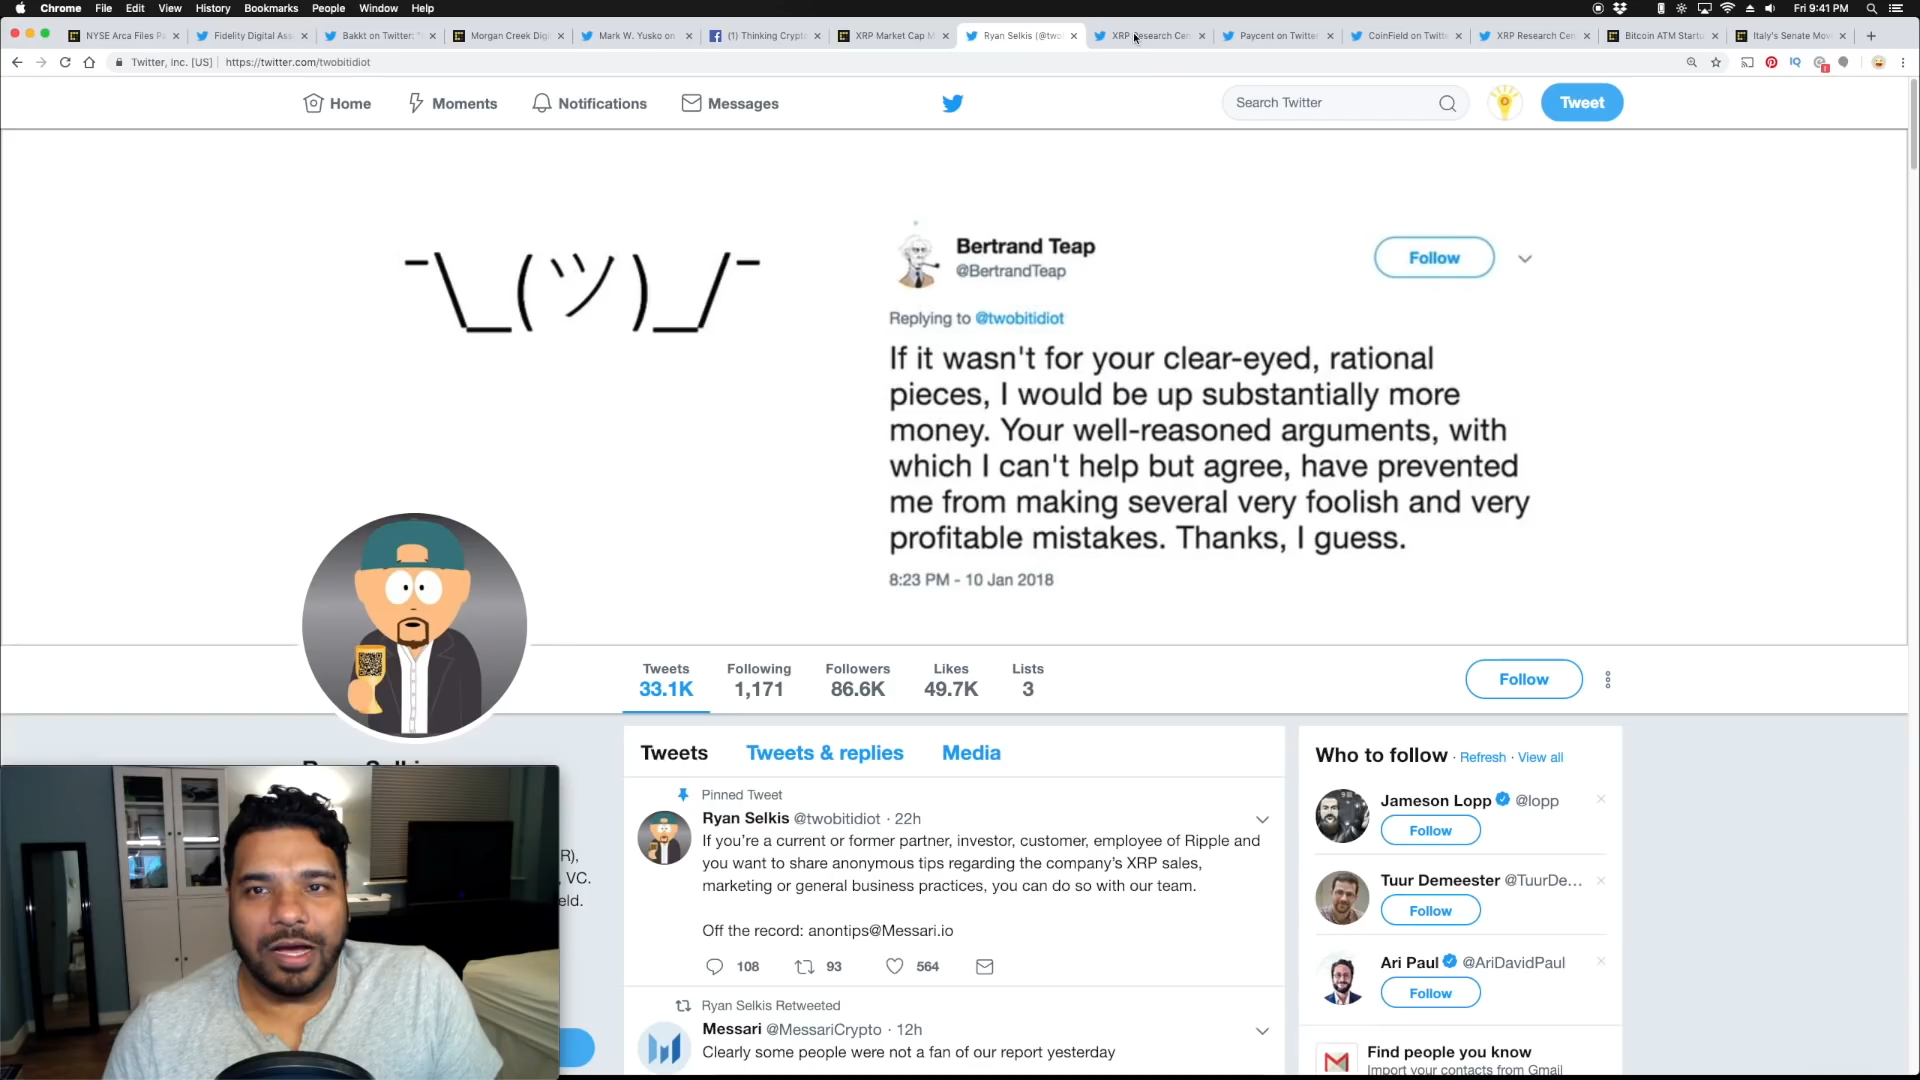 Chrome File Edit View History Bookmarks People Window Help Fri 9:41 PM
NYSE Arca Files Fidelity Digital Bakkt on Twitter: Morgan Creek Mark W. Yusko on (1) Thinking XRP Market Cap Ryan Selkis XRP Research Paycent on Twitter CoinField on XRP Research Bitcoin ATM Italy's Senate
Twitter, Inc. [US] https://twitter.com/twobitidiot
Home Moments Notifications Messages Search Twitter Tweet
¯\_(ツ)_/¯
Bertrand Teap
@BertrandTeap
Follow
Replying to @twobitidiot
If it wasn't for your clear-eyed, rational
pieces, I would be up substantially more
money. Your well-reasoned arguments, with
which I can't help but agree, have prevented
me from making several very foolish and very
profitable mistakes. Thanks, I guess.
8:23 PM - 10 Jan 2018
Tweets Following Followers Likes Lists
33.1K 1,171 86.6K 49.7K 3
Follow
VC.
Tweets Tweets & replies Media
Pinned Tweet
Ryan Selkis @twobitidiot · 22h
If you're a current or former partner, investor, customer, employee of Ripple and
you want to share anonymous tips regarding the company's XRP sales,
marketing or general business practices, you can do so with our team.
Off the record: anontips@Messari.io
108 93 564
Ryan Selkis Retweeted
Messari @MessariCrypto · 12h
Clearly some people were not a fan of our report yesterday
Who to follow · Refresh · View all
Jameson Lopp @lopp
Follow
Tuur Demeester @TuurDe...
Follow
Ari Paul @AriDavidPaul
Follow
Find people you know
Import your contacts from Gmail